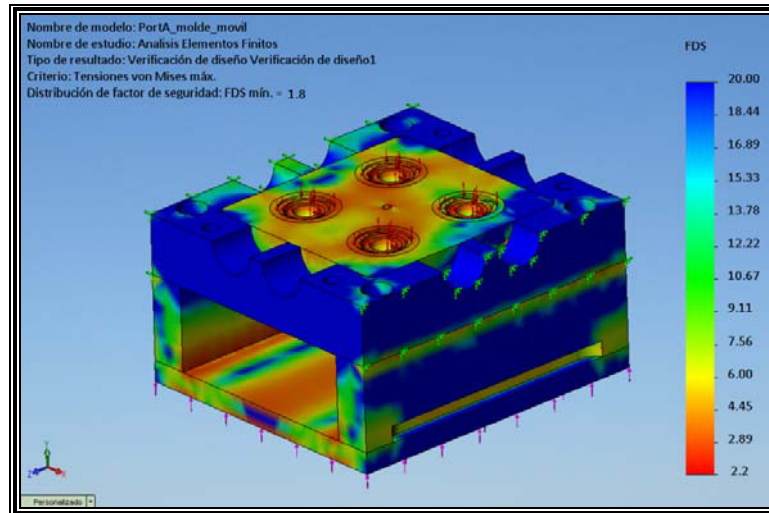 Nombre de modelo: PortA_molde_movil
Nombre de estudio: Analisis Elementos Finitos
Tipo de resultado: Verificación de diseño Verificación de diseño1
Criterio: Tensiones von Mises máx.
Distribución de factor de seguridad: FDS mín. = 1.8
FDS
20.00
18.44
16.89
15.33
13.78
12.22
10.67
9.11
7.56
6.00
4.45
2.89
2.2
Y
Z
X
Personalizado